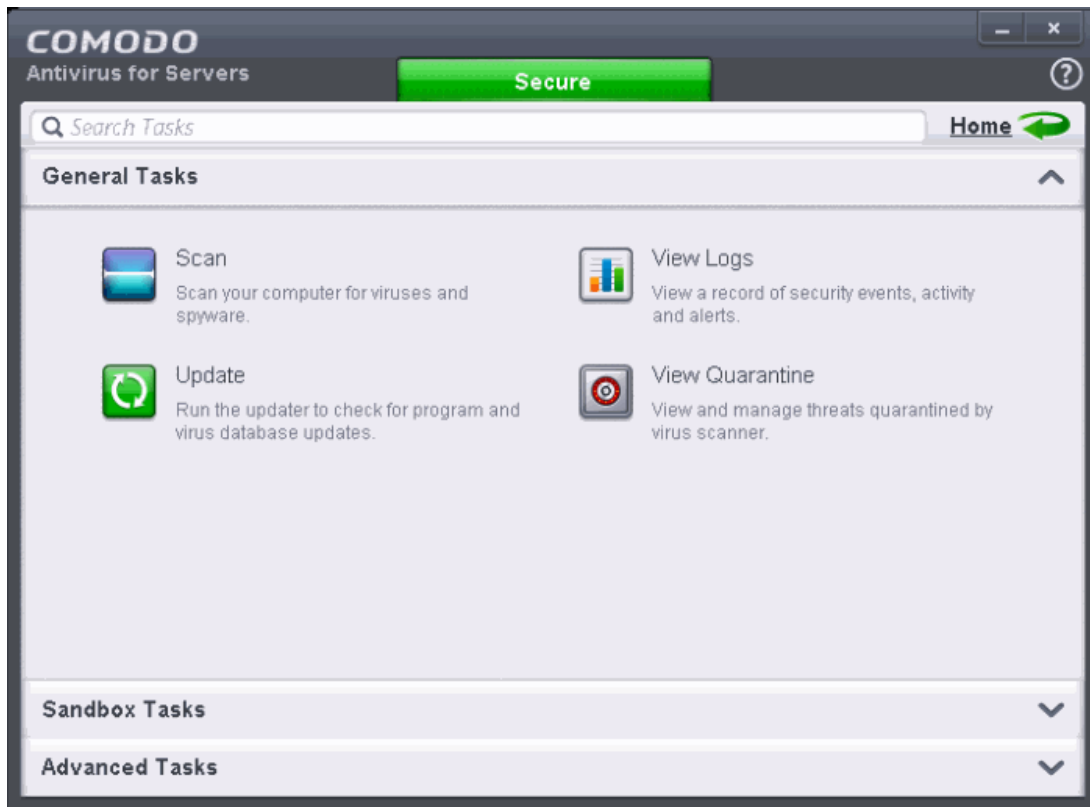 COMODO
Antivirus for Servers
Secure
?
Search Tasks
Home
General Tasks
Scan
Scan your computer for viruses and
spyware.
View Logs
View a record of security events, activity
and alerts.
Update
Run the updater to check for program and
virus database updates.
View Quarantine
View and manage threats quarantined by
virus scanner.
Sandbox Tasks
Advanced Tasks